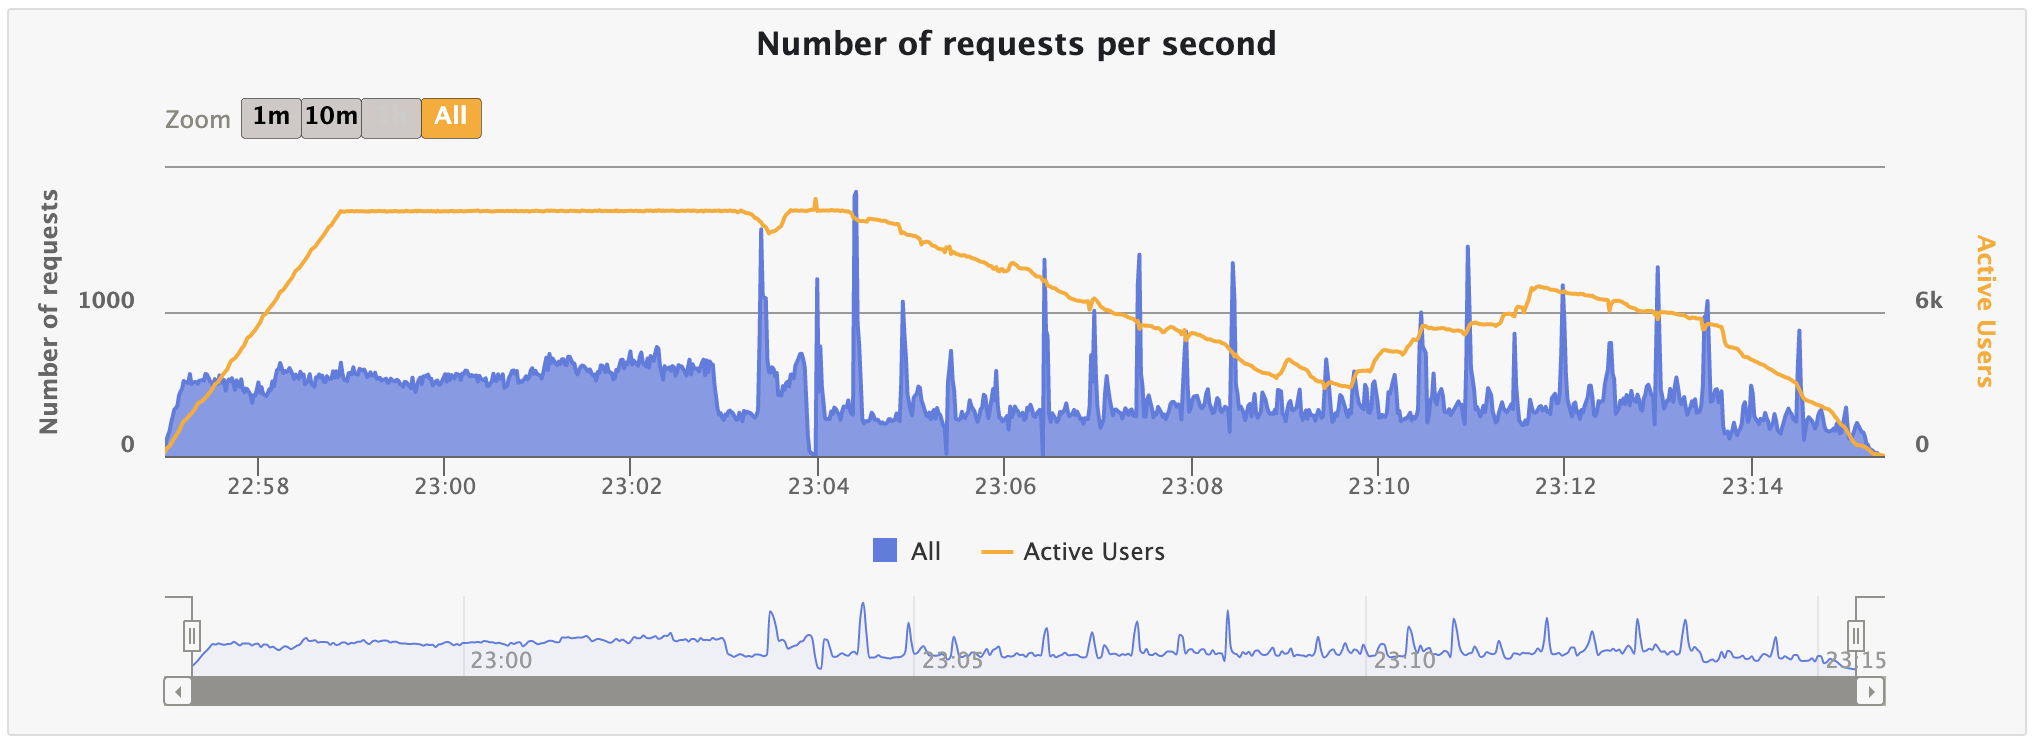 Number of requests per second
Zoom 1m 10m All
Number of requests
1000
0
Active Users
6k
0
22:58 23:00 23:02 23:04 23:06 23:08 23:10 23:12 23:14
All Active Users
23:00 23:05 23:10 23:15